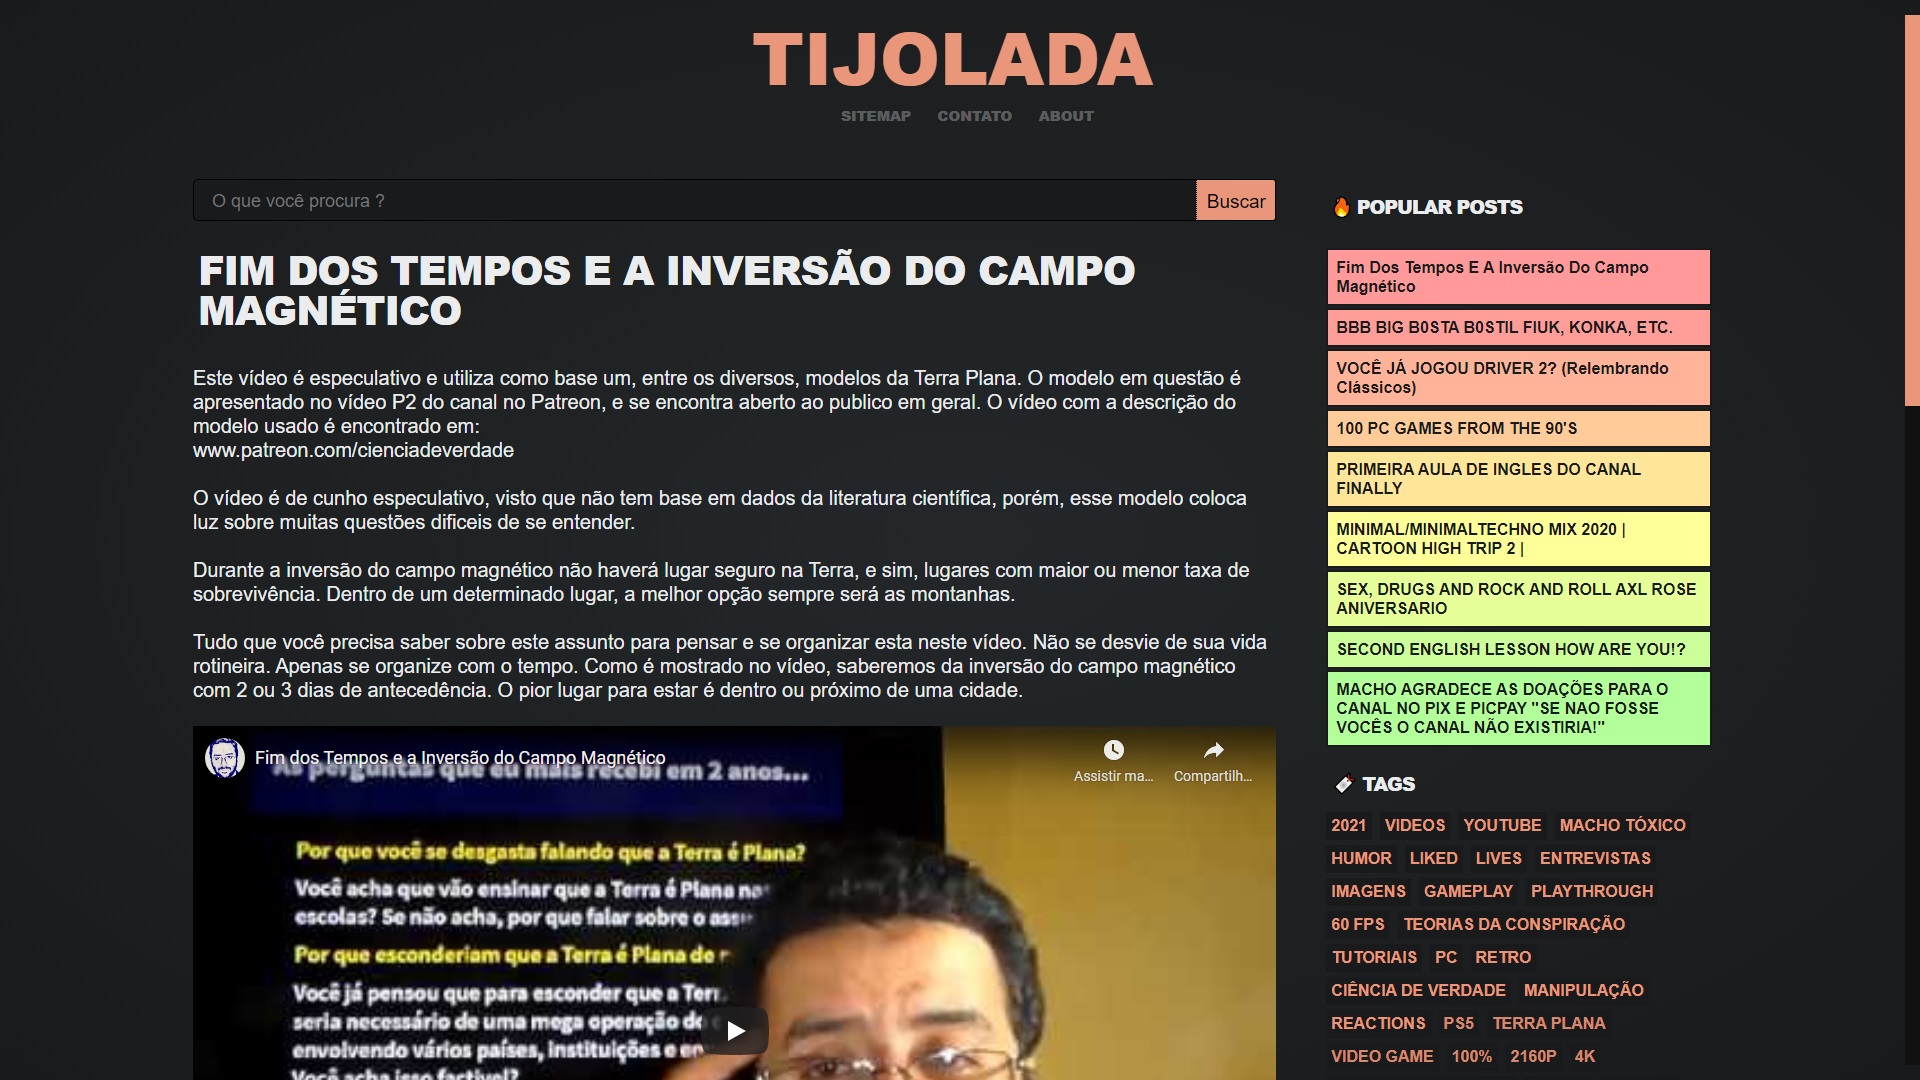 TIJOLADA
SITEMAP CONTATO ABOUT
O que você procura ?
Buscar
FIM DOS TEMPOS E A INVERSÃO DO CAMPO
MAGNÉTICO
Este vídeo é especulativo e utiliza como base um, entre os diversos, modelos da Terra Plana. O modelo em questão é
apresentado no vídeo P2 do canal no Patreon, e se encontra aberto ao publico em geral. O vídeo com a descrição do
modelo usado é encontrado em:
www.patreon.com/cienciadeverdade
O vídeo é de cunho especulativo, visto que não tem base em dados da literatura científica, porém, esse modelo coloca
luz sobre muitas questões dificeis de se entender.
Durante a inversão do campo magnético não haverá lugar seguro na Terra, e sim, lugares com maior ou menor taxa de
sobrevivência. Dentro de um determinado lugar, a melhor opção sempre será as montanhas.
Tudo que você precisa saber sobre este assunto para pensar e se organizar esta neste vídeo. Não se desvie de sua vida
rotineira. Apenas se organize com o tempo. Como é mostrado no vídeo, saberemos da inversão do campo magnético
com 2 ou 3 dias de antecedência. O pior lugar para estar é dentro ou próximo de uma cidade.
Fim dos Tempos e a Inversão do Campo Magnético
Assistir ma...
Compartilh...
As perguntas que eu mais recebi em 2 anos...
Por que você se desgasta falando que a Terra é Plana?
Você acha que vão ensinar que a Terra é Plana na
escolas? Se não acha, por que falar sobre o
Por que esconderiam que a Terra é Plana de
Você já pensou que para esconder que a
seria necessário de uma mega operação
envolvendo vários países, instituições e
Você acha isso factível?
POPULAR POSTS
Fim Dos Tempos E A Inversão Do Campo
Magnético
BBB BIG B0STA B0STIL FIUK, KONKA, ETC.
VOCÊ JÁ JOGOU DRIVER 2? (Relembrando
Clássicos)
100 PC GAMES FROM THE 90'S
PRIMEIRA AULA DE INGLES DO CANAL
FINALLY
MINIMAL/MINIMALTECHNO MIX 2020 |
CARTOON HIGH TRIP 2 |
SEX, DRUGS AND ROCK AND ROLL AXL ROSE
ANIVERSARIO
SECOND ENGLISH LESSON HOW ARE YOU!?
MACHO AGRADECE AS DOAÇÕES PARA O
CANAL NO PIX E PICPAY "SE NAO FOSSE
VOCÊS O CANAL NÃO EXISTIRIA!"
TAGS
2021 VIDEOS YOUTUBE MACHO TÓXICO
HUMOR LIKED LIVES ENTREVISTAS
IMAGENS GAMEPLAY PLAYTHROUGH
60 FPS TEORIAS DA CONSPIRAÇÃO
TUTORIAIS PC RETRO
CIÊNCIA DE VERDADE MANIPULAÇÃO
REACTIONS PS5 TERRA PLANA
VIDEO GAME 100% 2160P 4K